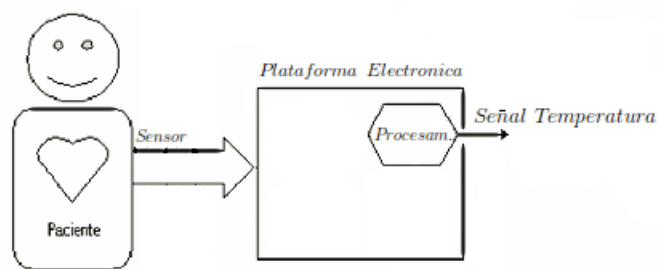 Plataforma Electronica
Señal Temperatura
Sensor
Procesam..
Paciente